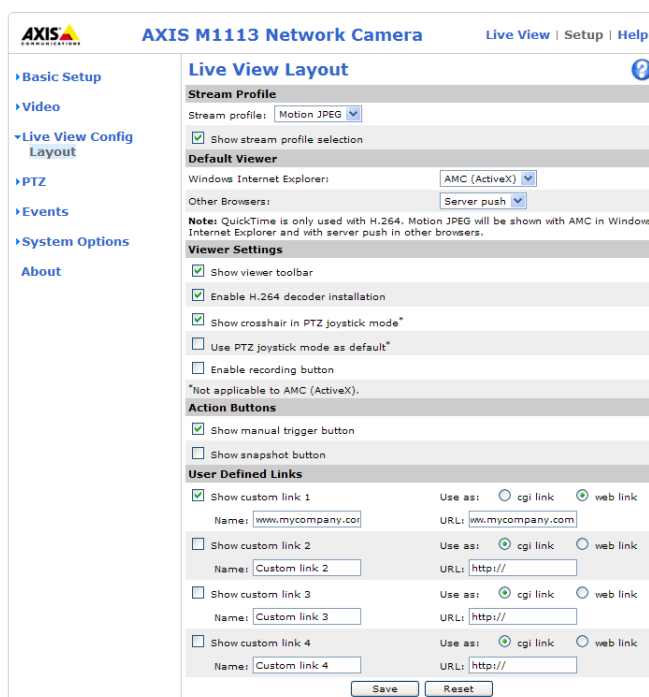 AXIS COMMUNICATIONS
AXIS M1113 Network Camera
Live View | Setup | Help
Basic Setup
Video
Live View Config
Layout
PTZ
Events
System Options
About
Live View Layout
Stream Profile
Stream profile: Motion JPEG
Show stream profile selection
Default Viewer
Windows Internet Explorer: AMC (ActiveX)
Other Browsers: Server push
Note: QuickTime is only used with H.264. Motion JPEG will be shown with AMC in Window
Internet Explorer and with server push in other browsers.
Viewer Settings
Show viewer toolbar
Enable H.264 decoder installation
Show crosshair in PTZ joystick mode*
Use PTZ joystick mode as default*
Enable recording button
*Not applicable to AMC (ActiveX).
Action Buttons
Show manual trigger button
Show snapshot button
User Defined Links
Show custom link 1 Use as: cgi link web link
Name: www.mycompany.cor URL: ww.mycompany.com
Show custom link 2 Use as: cgi link web link
Name: Custom link 2 URL: http://
Show custom link 3 Use as: cgi link web link
Name: Custom link 3 URL: http://
Show custom link 4 Use as: cgi link web link
Name: Custom link 4 URL: http://
Save Reset